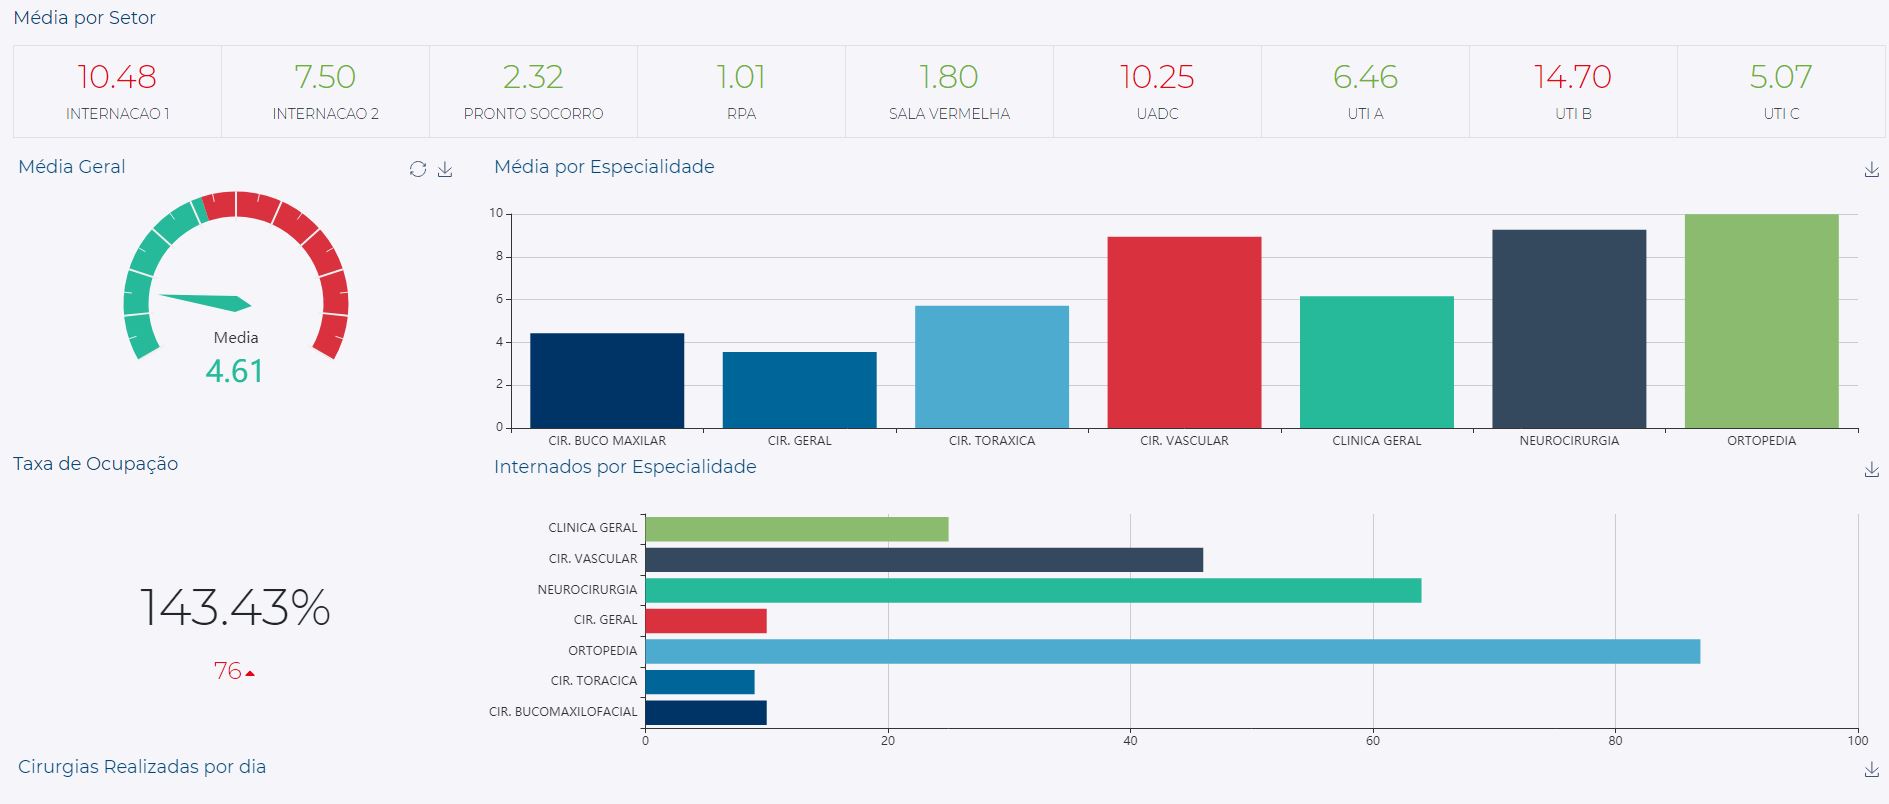 Média por Setor
10.48 7.50 2.32 1.01 1.80 10.25 6.46 14.70 5.07
INTERNACAO 1 INTERNACAO 2 PRONTO SOCORRO RPA SALA VERMELHA UADC UTI A UTI B UTI C
Média Geral
Media
4.61
Média por Especialidade
10
8
6
4
2
0
CIR. BUCO MAXILAR CIR. GERAL CIR. TORAXICA CIR. VASCULAR CLINICA GERAL NEUROCIRURGIA ORTOPEDIA
Taxa de Ocupação
143.43%
76
Internados por Especialidade
CLINICA GERAL
CIR. VASCULAR
NEUROCIRURGIA
CIR. GERAL
ORTOPEDIA
CIR. TORACICA
CIR. BUCOMAXILOFACIAL
0 20 40 60 80 100
Cirurgias Realizadas por dia